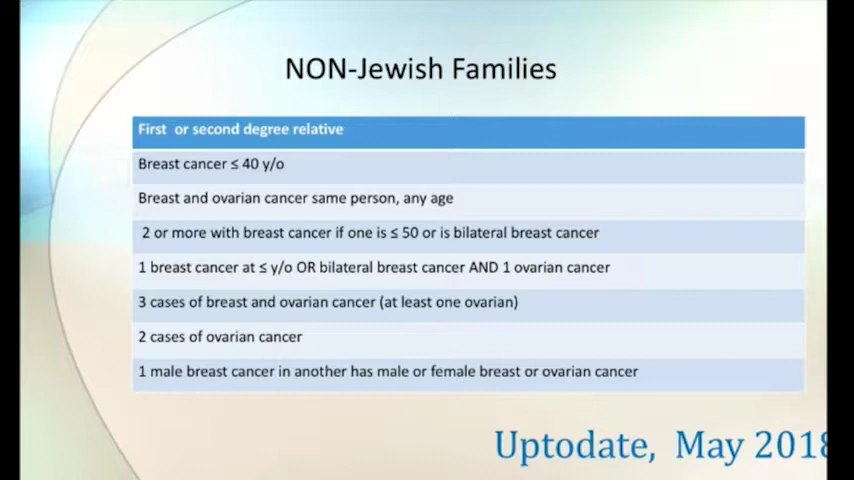 NON-Jewish Families
First or second degree relative
Breast cancer ≤ 40 y/o
Breast and ovarian cancer same person, any age
2 or more with breast cancer if one is ≤ 50 or is bilateral breast cancer
1 breast cancer at ≤ y/o OR bilateral breast cancer AND 1 ovarian cancer
3 cases of breast and ovarian cancer (at least one ovarian)
2 cases of ovarian cancer
1 male breast cancer in another has male or female breast or ovarian cancer
Uptodate, May 2018